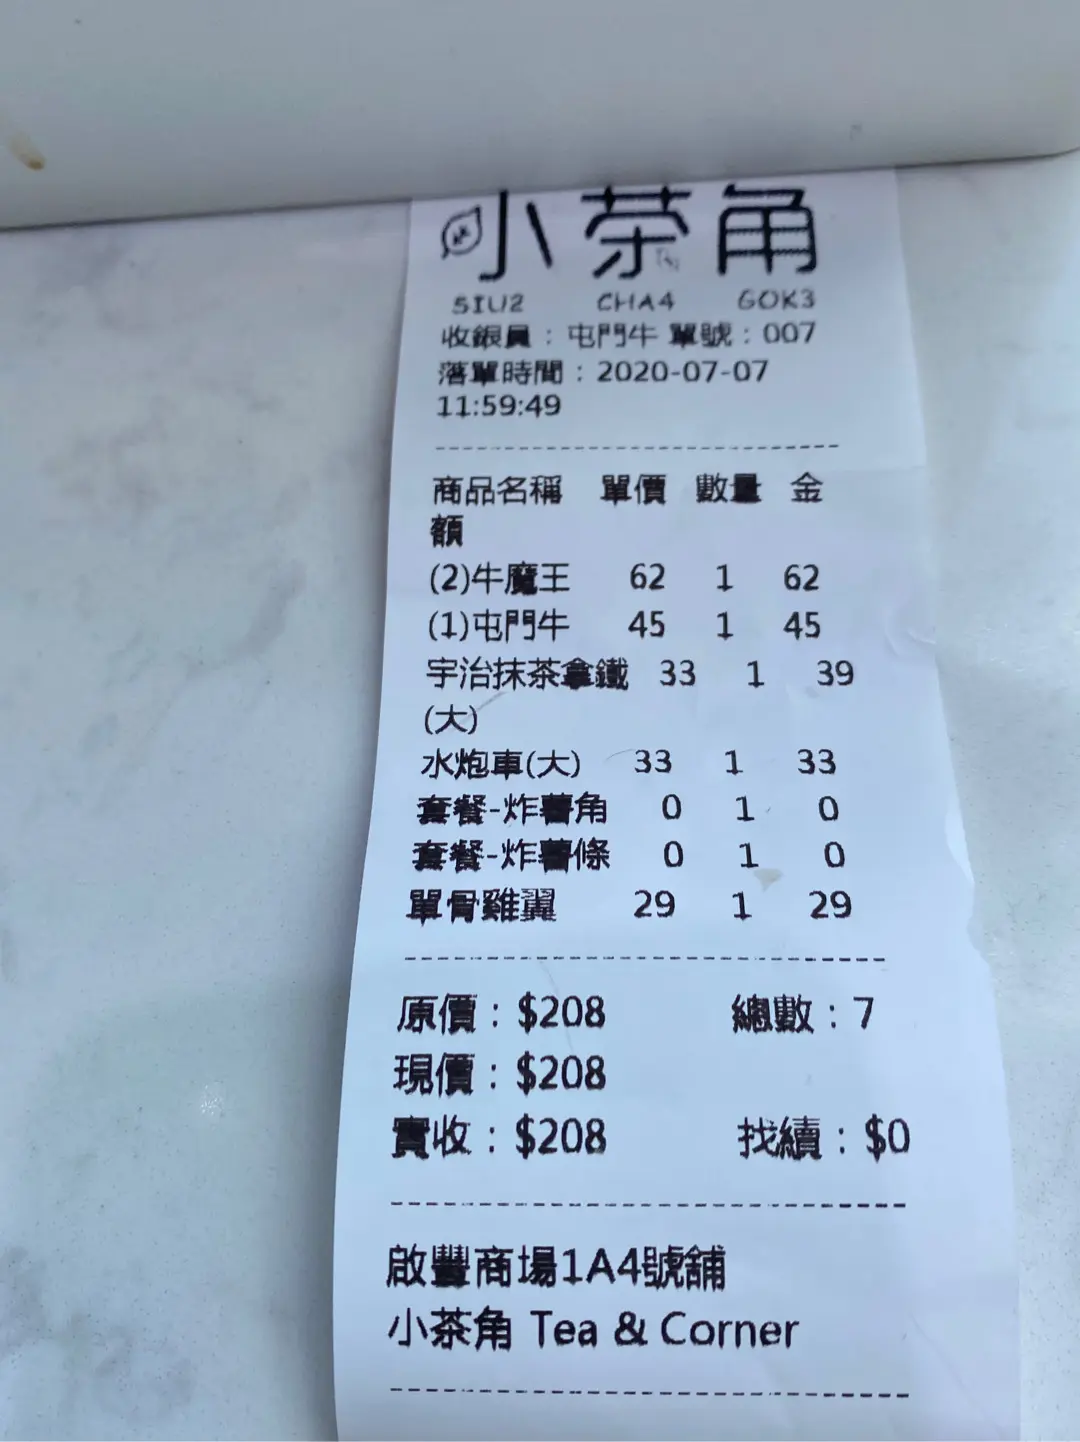 小茶角
SIU2 CHA4 GOK3
收銀員：屯門牛 單號：007
落單時間：2020-07-07
11:59:49
商品名稱 單價 數量 金
額
(2)牛魔王 62 1 62
(1)屯門牛 45 1 45
宇治抹茶拿鐵 33 1 39
(大)
水炮車(大) 33 1 33
套餐-炸薯角 0 1 0
套餐-炸薯條 0 1 0
單骨雞翼 29 1 29
原價：$208 總數：7
現價：$208
實收：$208 找續：$0
啟豐商場1A4號舖
小茶角 Tea & Corner